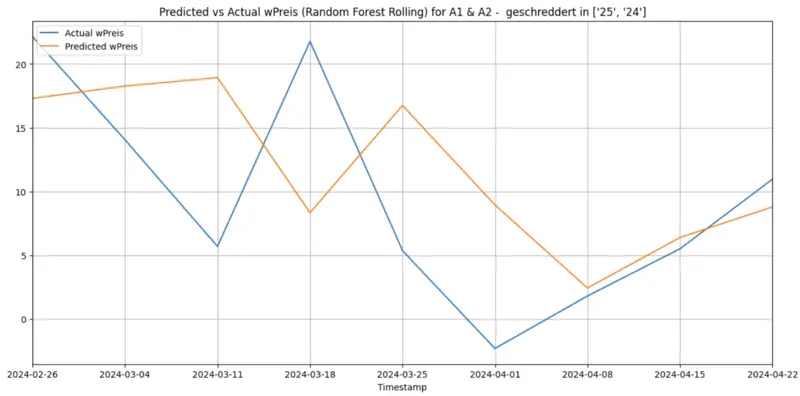 Predicted vs Actual wPreis (Random Forest Rolling) for A1 & A2 -  geschreddert in ['25', '24']
Actual wPreis
Predicted wPreis
20
15
10
5
0
2024-02-26 2024-03-04 2024-03-11 2024-03-18 2024-03-25 2024-04-01 2024-04-08 2024-04-15 2024-04-22
Timestamp